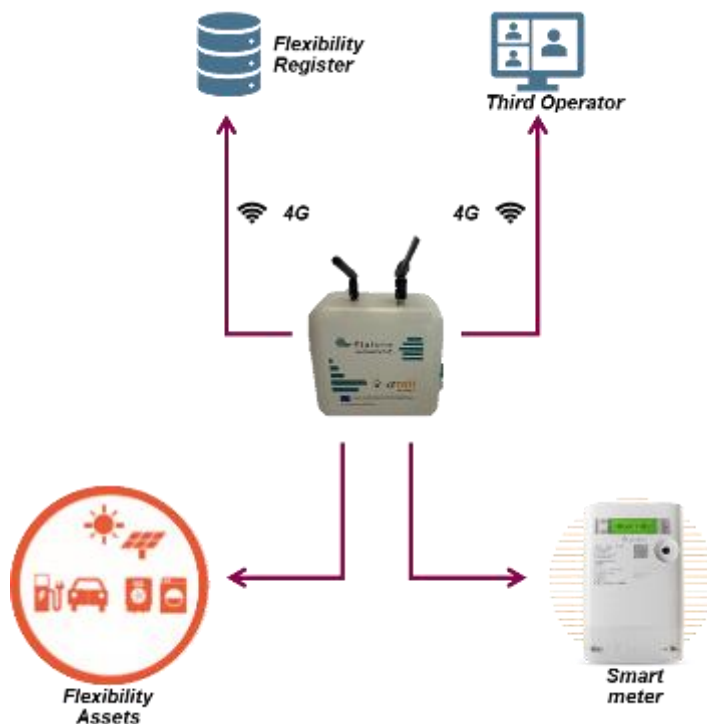 Flexibility
Register
Third Operator
4G
4G
Flexibility
Assets
Smart
meter